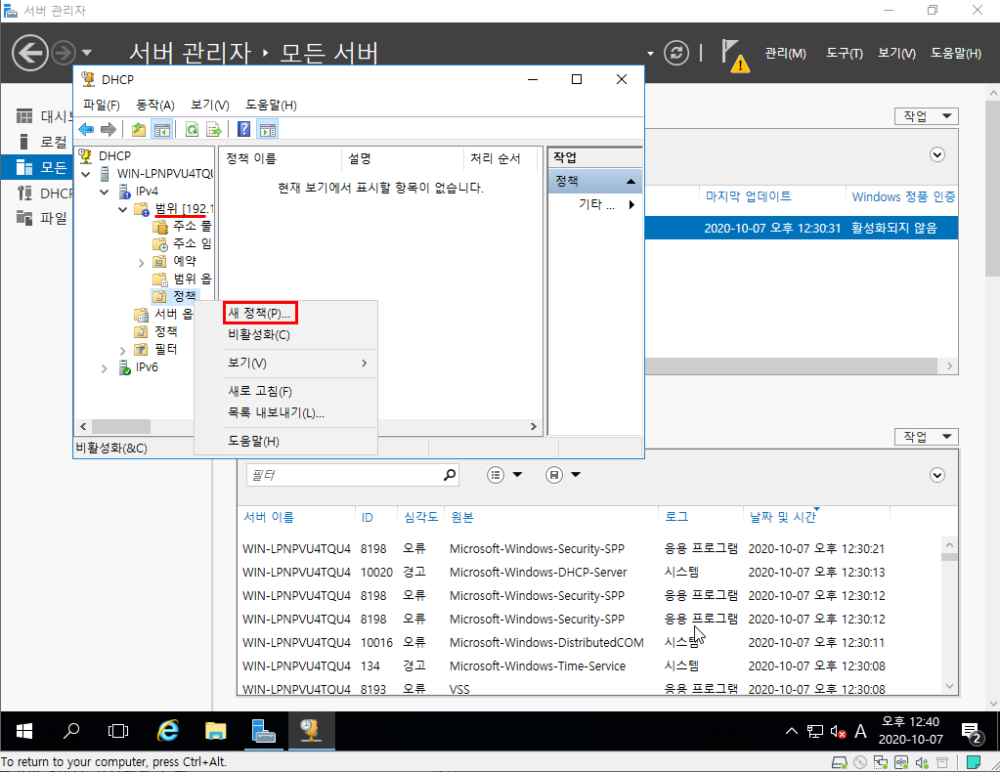 서버 관리자
서버 관리자 ‣ 모든 서버
관리(M) 도구(T) 보기(V) 도움말(H)
대시보
로컬
모든
DHCP
파일
DHCP
파일(F) 동작(A) 보기(V) 도움말(H)
DHCP
WIN-LPNPVU4TQU
IPv4
범위 [192.1
주소 풀
주소 임
예약
범위 옵
정책
서버 옵
정책
필터
IPv6
정책 이름 설명 처리 순서
현재 보기에서 표시할 항목이 없습니다.
작업
정책
기타 ...
새 정책(P)...
비활성화(C)
보기(V)
새로 고침(F)
목록 내보내기(L)...
도움말(H)
비활성화(&C)
작업
마지막 업데이트 Windows 정품 인증
2020-10-07 오후 12:30:31 활성화되지 않음
작업
필터
서버 이름 ID 심각도 원본 로그 날짜 및 시간
WIN-LPNPVU4TQU4 8198 오류 Microsoft-Windows-Security-SPP 응용 프로그램 2020-10-07 오후 12:30:21
WIN-LPNPVU4TQU4 10020 경고 Microsoft-Windows-DHCP-Server 시스템 2020-10-07 오후 12:30:13
WIN-LPNPVU4TQU4 8198 오류 Microsoft-Windows-Security-SPP 응용 프로그램 2020-10-07 오후 12:30:12
WIN-LPNPVU4TQU4 8198 오류 Microsoft-Windows-Security-SPP 응용 프로그램 2020-10-07 오후 12:30:12
WIN-LPNPVU4TQU4 10016 오류 Microsoft-Windows-DistributedCOM 시스템 2020-10-07 오후 12:30:11
WIN-LPNPVU4TQU4 134 경고 Microsoft-Windows-Time-Service 시스템 2020-10-07 오후 12:30:08
WIN-LPNPVU4TQU4 8193 오류 VSS 응용 프로그램 2020-10-07 오후 12:30:08
A 오후 12:40
2020-10-07
2
To return to your computer, press Ctrl+Alt.